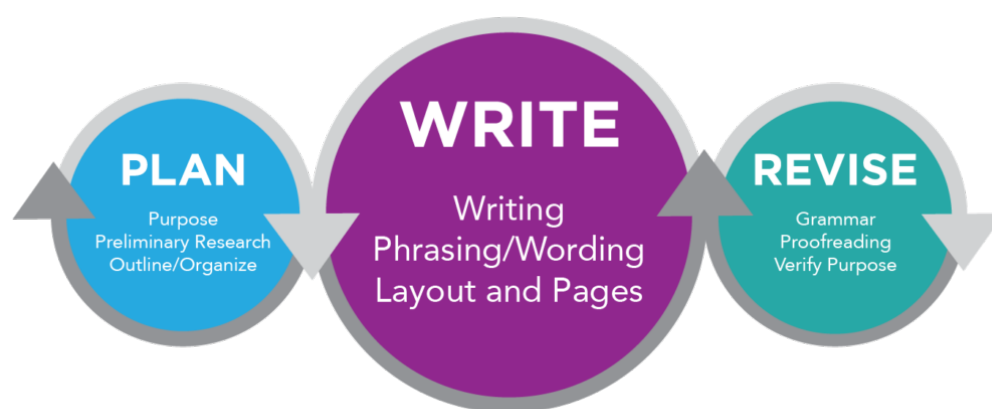 PLAN
Purpose
Preliminary Research
Outline/Organize
WRITE
Writing
Phrasing/Wording
Layout and Pages
REVISE
Grammar
Proofreading
Verify Purpose